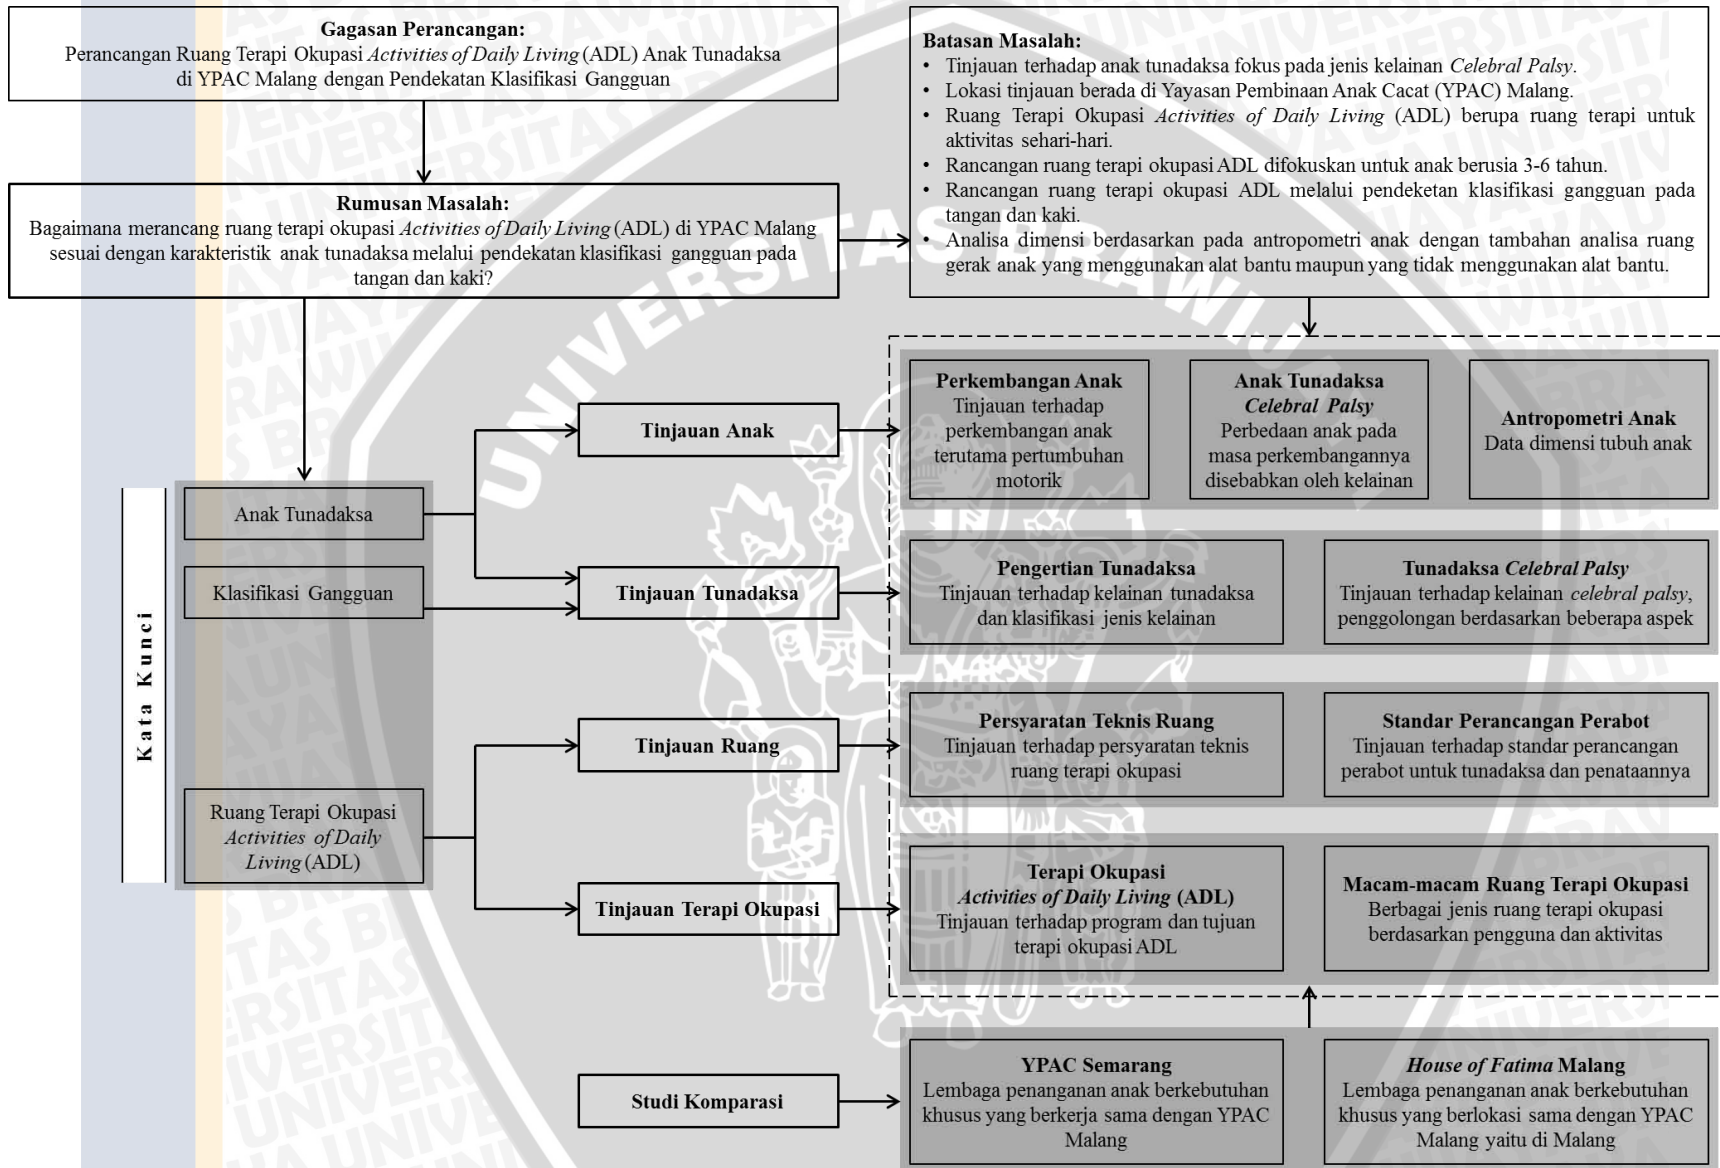 Gagasan Perancangan:
Perancangan Ruang Terapi Okupasi Activities of Daily Living (ADL) Anak Tunadaksa
di YPAC Malang dengan Pendekatan Klasifikasi Gangguan
Rumusan Masalah:
Bagaimana merancang ruang terapi okupasi Activities of Daily Living (ADL) di YPAC Malang
sesuai dengan karakteristik anak tunadaksa melalui pendekatan klasifikasi gangguan pada
tangan dan kaki?
Batasan Masalah:
• Tinjauan terhadap anak tunadaksa fokus pada jenis kelainan Celebral Palsy.
• Lokasi tinjauan berada di Yayasan Pembinaan Anak Cacat (YPAC) Malang.
• Ruang Terapi Okupasi Activities of Daily Living (ADL) berupa ruang terapi untuk
aktivitas sehari-hari.
• Rancangan ruang terapi okupasi ADL difokuskan untuk anak berusia 3-6 tahun.
• Rancangan ruang terapi okupasi ADL melalui pendeketan klasifikasi gangguan pada
tangan dan kaki.
• Analisa dimensi berdasarkan pada antropometri anak dengan tambahan analisa ruang
gerak anak yang menggunakan alat bantu maupun yang tidak menggunakan alat bantu.
Kata Kunci
Anak Tunadaksa
Klasifikasi Gangguan
Ruang Terapi Okupasi
Activities of Daily
Living (ADL)
Tinjauan Anak
Tinjauan Tunadaksa
Tinjauan Ruang
Tinjauan Terapi Okupasi
Studi Komparasi
Perkembangan Anak
Tinjauan terhadap
perkembangan anak
terutama pertumbuhan
motorik
Anak Tunadaksa
Celebral Palsy
Perbedaan anak pada
masa perkembangannya
disebabkan oleh kelainan
Antropometri Anak
Data dimensi tubuh anak
Pengertian Tunadaksa
Tinjauan terhadap kelainan tunadaksa
dan klasifikasi jenis kelainan
Tunadaksa Celebral Palsy
Tinjauan terhadap kelainan celebral palsy,
penggolongan berdasarkan beberapa aspek
Persyaratan Teknis Ruang
Tinjauan terhadap persyaratan teknis
ruang terapi okupasi
Standar Perancangan Perabot
Tinjauan terhadap standar perancangan
perabot untuk tunadaksa dan penataannya
Terapi Okupasi
Activities of Daily Living (ADL)
Tinjauan terhadap program dan tujuan
terapi okupasi ADL
Macam-macam Ruang Terapi Okupasi
Berbagai jenis ruang terapi okupasi
berdasarkan pengguna dan aktivitas
YPAC Semarang
Lembaga penanganan anak berkebutuhan
khusus yang berkerja sama dengan YPAC
Malang
House of Fatima Malang
Lembaga penanganan anak berkebutuhan
khusus yang berlokasi sama dengan YPAC
Malang yaitu di Malang
UNIVERSITAS BRAWIJAYA